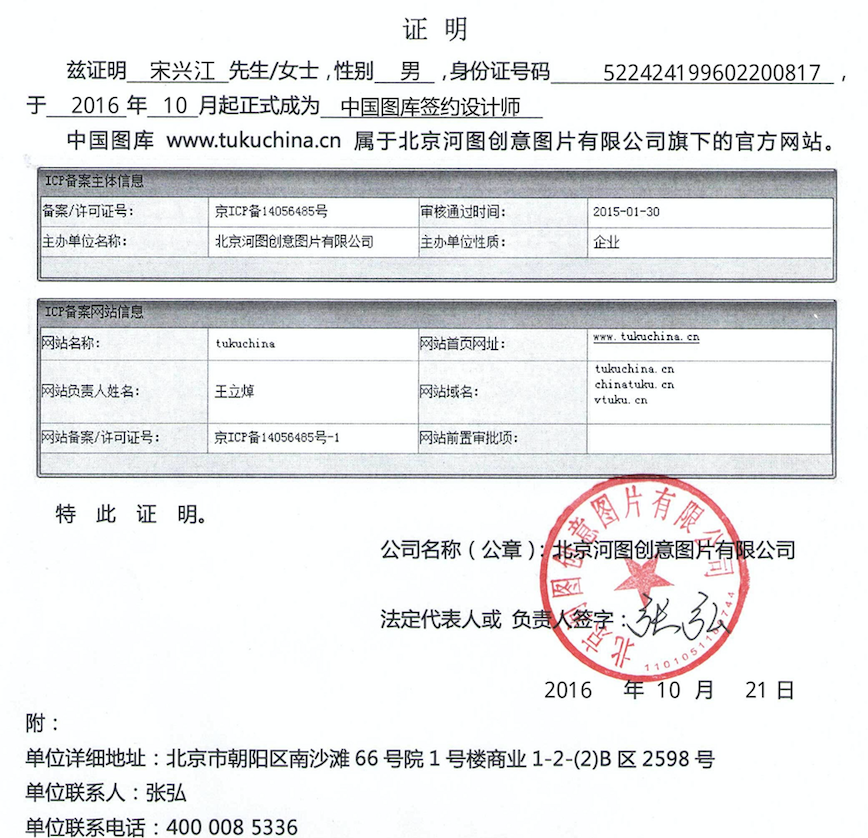 证 明
兹证明 宋兴江 先生/女士,性别 男 ,身份证号码 522424199602200817 ,
于 2016 年 10 月起正式成为 中国图库签约设计师
中国图库 www.tukuchina.cn 属于北京河图创意图片有限公司旗下的官方网站。
ICP备案主体信息
备案/许可证号: 京ICP备14056485号 审核通过时间: 2015-01-30
主办单位名称: 北京河图创意图片有限公司 主办单位性质: 企业
ICP备案网站信息
网站名称: tukuchina 网站首页网址: www.tukuchina.cn
网站负责人姓名: 王立焯 网站域名: tukuchina.cn
chinatuku.cn
vtuku.cn
网站备案/许可证号: 京ICP备14056485号-1 网站前置审批项:
特 此 证 明。
公司名称(公章):北京河图创意图片有限公司
法定代表人或 负责人签字:张弘
北京河图创意图片有限公司
2016 年 10 月 21 日
附:
单位详细地址:北京市朝阳区南沙滩 66 号院 1 号楼商业 1-2-(2)B 区 2598 号
单位联系人:张弘
单位联系电话:400 008 5336